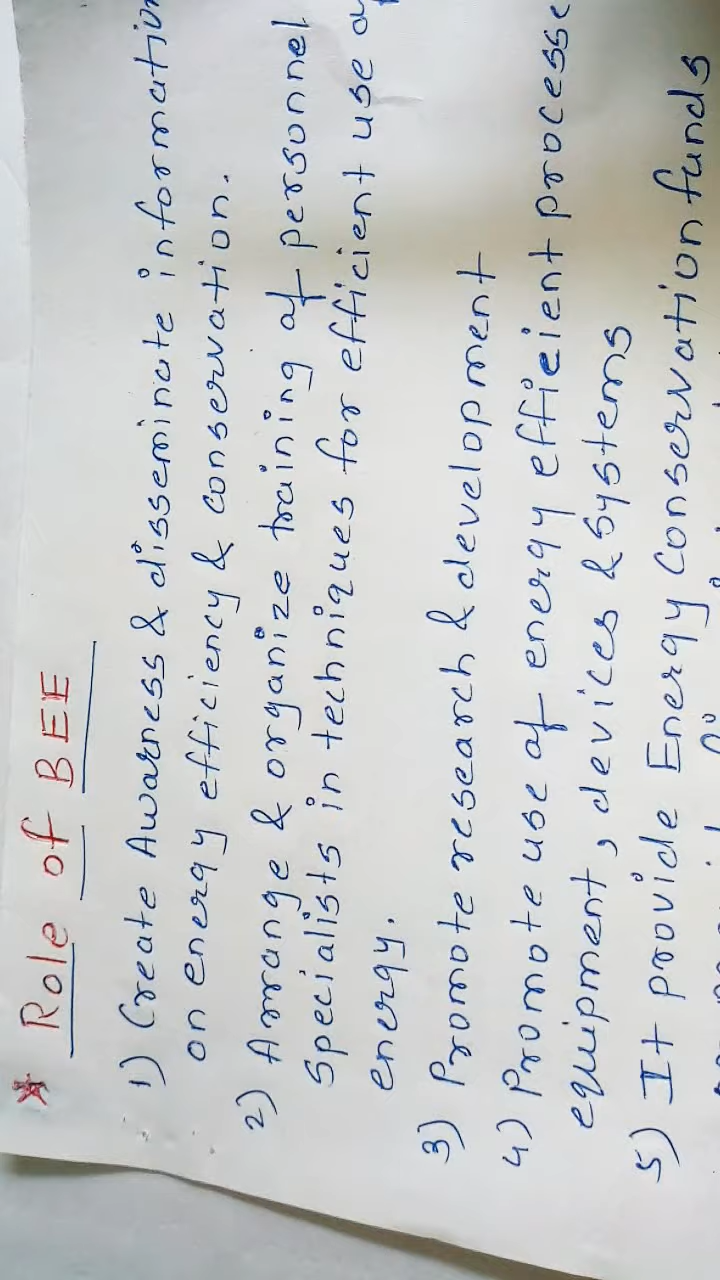 * Role of BEE
1) Create Awarness & disseminate information
on energy efficiency & conservation.
2) Arrange & organize training of personnel
Specialists in techniques for efficient use of
energy.
3) Promote research & development
4) Promote use of energy efficient processe
equipment, devices & systems
5) It provide Energy Conservation funds